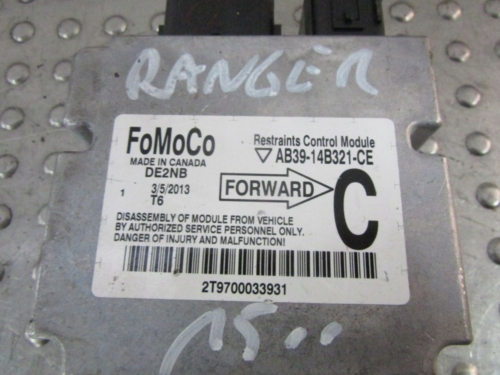 RANGER
FoMoCo
MADE IN CANADA
DE2NB
1 3/5/2013
T6
Restraints Control Module
AB39-14B321-CE
FORWARD
C
DISASSEMBLY OF MODULE FROM VEHICLE
BY AUTHORIZED SERVICE PERSONNEL ONLY.
DANGER OF INJURY AND MALFUNCTION!
2T9700033931
15..